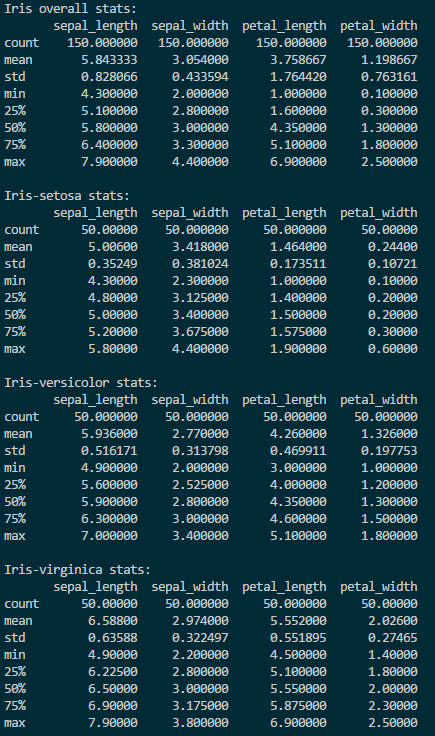 Iris overall stats:
       sepal_length  sepal_width  petal_length  petal_width
count    150.000000   150.000000    150.000000   150.000000
mean       5.843333     3.054000      3.758667     1.198667
std        0.828066     0.433594      1.764420     0.763161
min        4.300000     2.000000      1.000000     0.100000
25%        5.100000     2.800000      1.600000     0.300000
50%        5.800000     3.000000      4.350000     1.300000
75%        6.400000     3.300000      5.100000     1.800000
max        7.900000     4.400000      6.900000     2.500000

Iris-setosa stats:
       sepal_length  sepal_width  petal_length  petal_width
count      50.00000    50.000000     50.000000     50.00000
mean        5.00600     3.418000      1.464000      0.24400
std         0.35249     0.381024      0.173511      0.10721
min         4.30000     2.300000      1.000000      0.10000
25%         4.80000     3.125000      1.400000      0.20000
50%         5.00000     3.400000      1.500000      0.20000
75%         5.20000     3.675000      1.575000      0.30000
max         5.80000     4.400000      1.900000      0.60000

Iris-versicolor stats:
       sepal_length  sepal_width  petal_length  petal_width
count     50.000000    50.000000     50.000000    50.000000
mean       5.936000     2.770000      4.260000     1.326000
std        0.516171     0.313798      0.469911     0.197753
min        4.900000     2.000000      3.000000     1.000000
25%        5.600000     2.525000      4.000000     1.200000
50%        5.900000     2.800000      4.350000     1.300000
75%        6.300000     3.000000      4.600000     1.500000
max        7.000000     3.400000      5.100000     1.800000

Iris-virginica stats:
       sepal_length  sepal_width  petal_length  petal_width
count      50.00000    50.000000     50.000000     50.00000
mean        6.58800     2.974000      5.552000      2.02600
std         0.63588     0.322497      0.551895      0.27465
min         4.90000     2.200000      4.500000      1.40000
25%         6.22500     2.800000      5.100000      1.80000
50%         6.50000     3.000000      5.550000      2.00000
75%         6.90000     3.175000      5.875000      2.30000
max         7.90000     3.800000      6.900000      2.50000